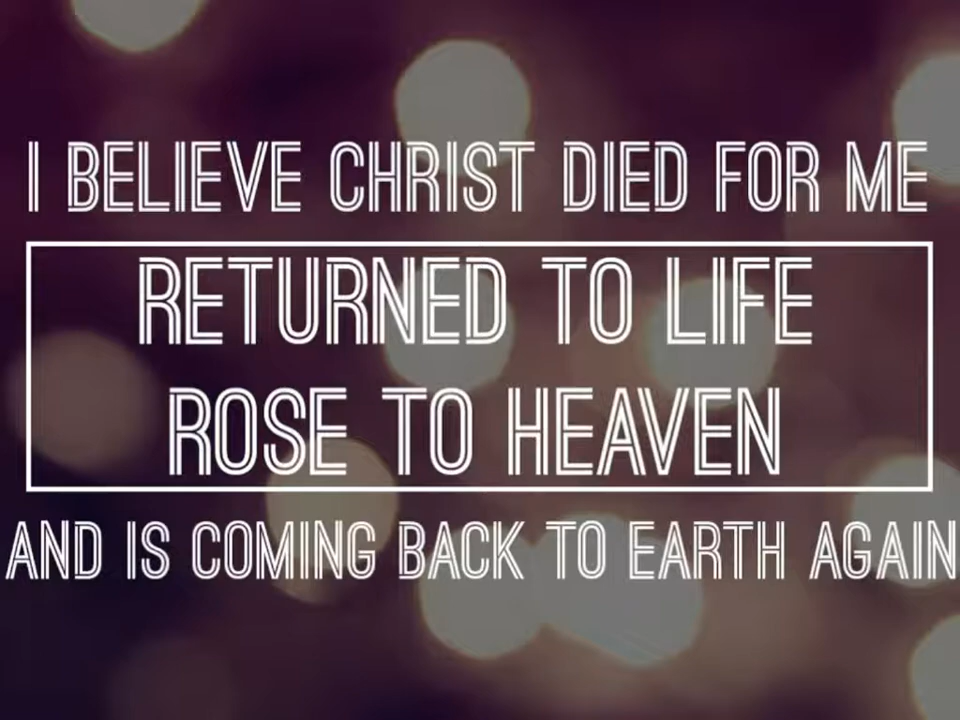 I BELIEVE CHRIST DIED FOR ME
RETURNED TO LIFE
ROSE TO HEAVEN
AND IS COMING BACK TO EARTH AGAIN